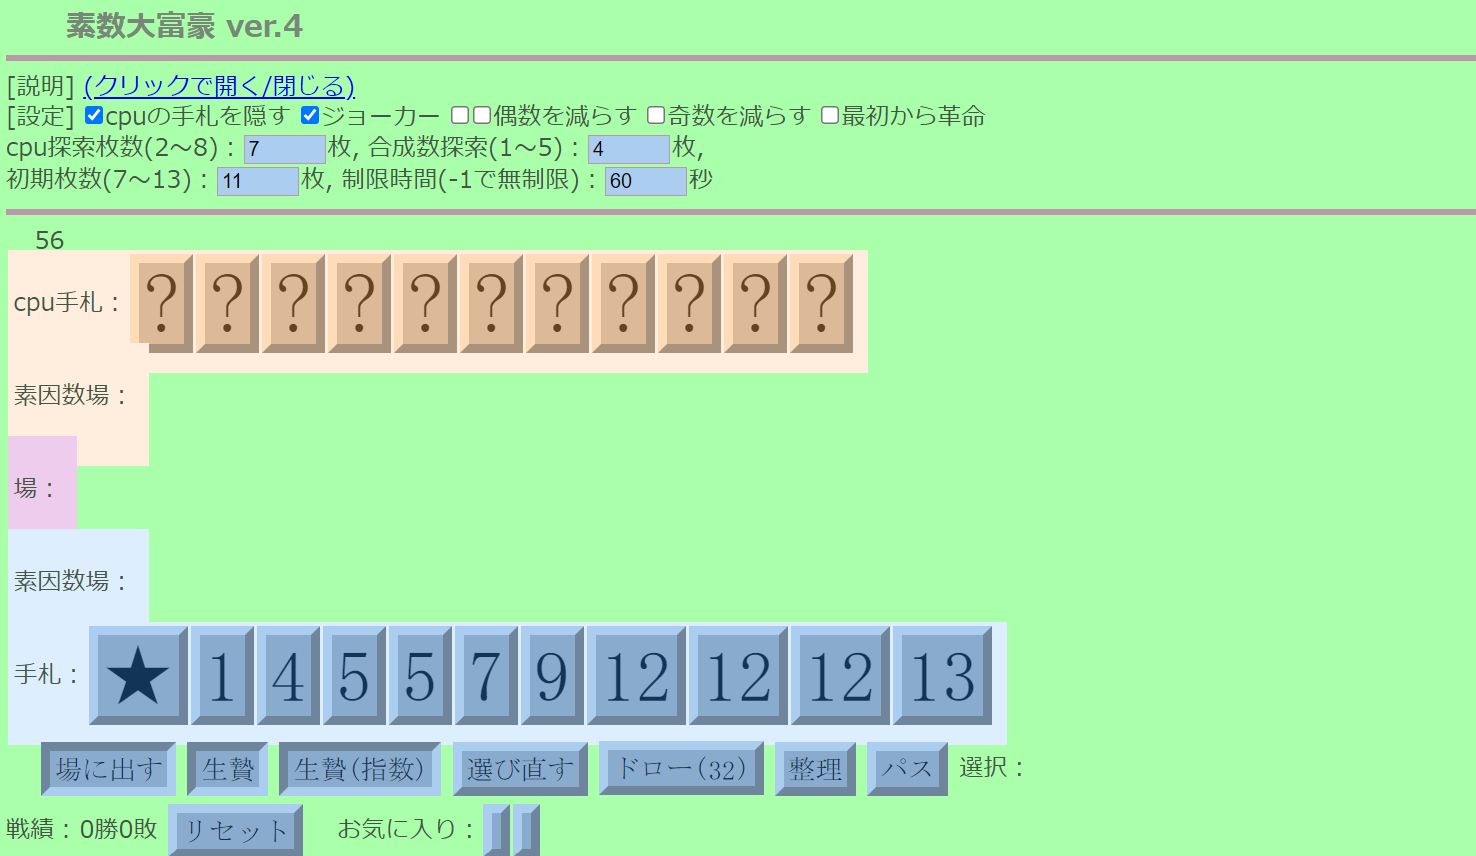 素数大富豪 ver.4
[説明] (クリックで開く/閉じる)
[設定] cpuの手札を隠す ジョーカー 偶数を減らす 奇数を減らす 最初から革命
cpu探索枚数(2～8)：7枚, 合成数探索(1～5)：4枚,
初期枚数(7～13)：11枚, 制限時間(-1で無制限)：60秒
56
cpu手札： ? ? ? ? ? ? ? ? ? ? ?
素因数場：
場：
素因数場：
手札： ★ 1 4 5 5 7 9 12 12 12 13
場に出す 生贄 生贄(指数) 選び直す ドロー(32) 整理 パス 選択：
戦績：0勝0敗 リセット お気に入り：